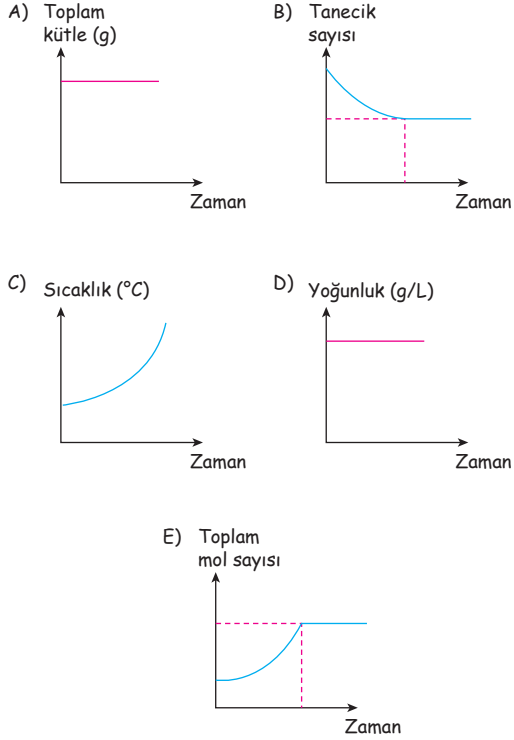 A) Toplam
kütle (g)
Zaman
B) Tanecik
sayısı
Zaman
C) Sıcaklık (°C)
Zaman
D) Yoğunluk (g/L)
Zaman
E) Toplam
mol sayısı
Zaman